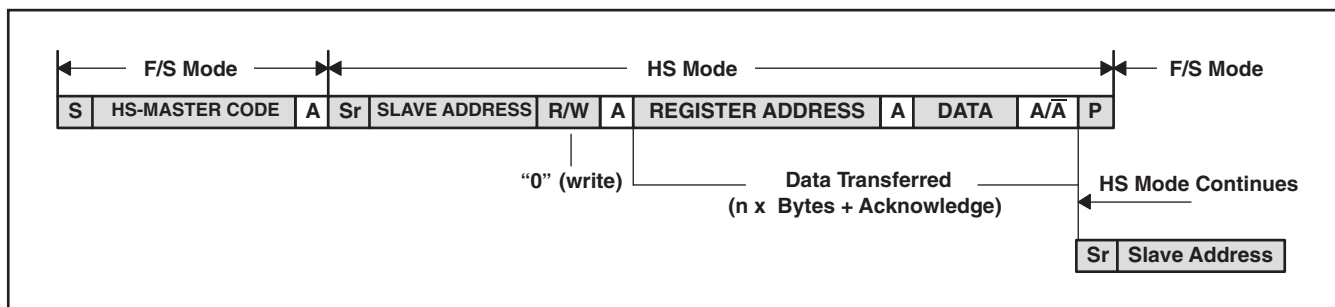 F/S Mode HS Mode F/S Mode
S HS-MASTER CODE A Sr SLAVE ADDRESS R/W A REGISTER ADDRESS A DATA A/A̅ P
“0” (write) Data Transferred HS Mode Continues
(n x Bytes + Acknowledge)
Sr Slave Address